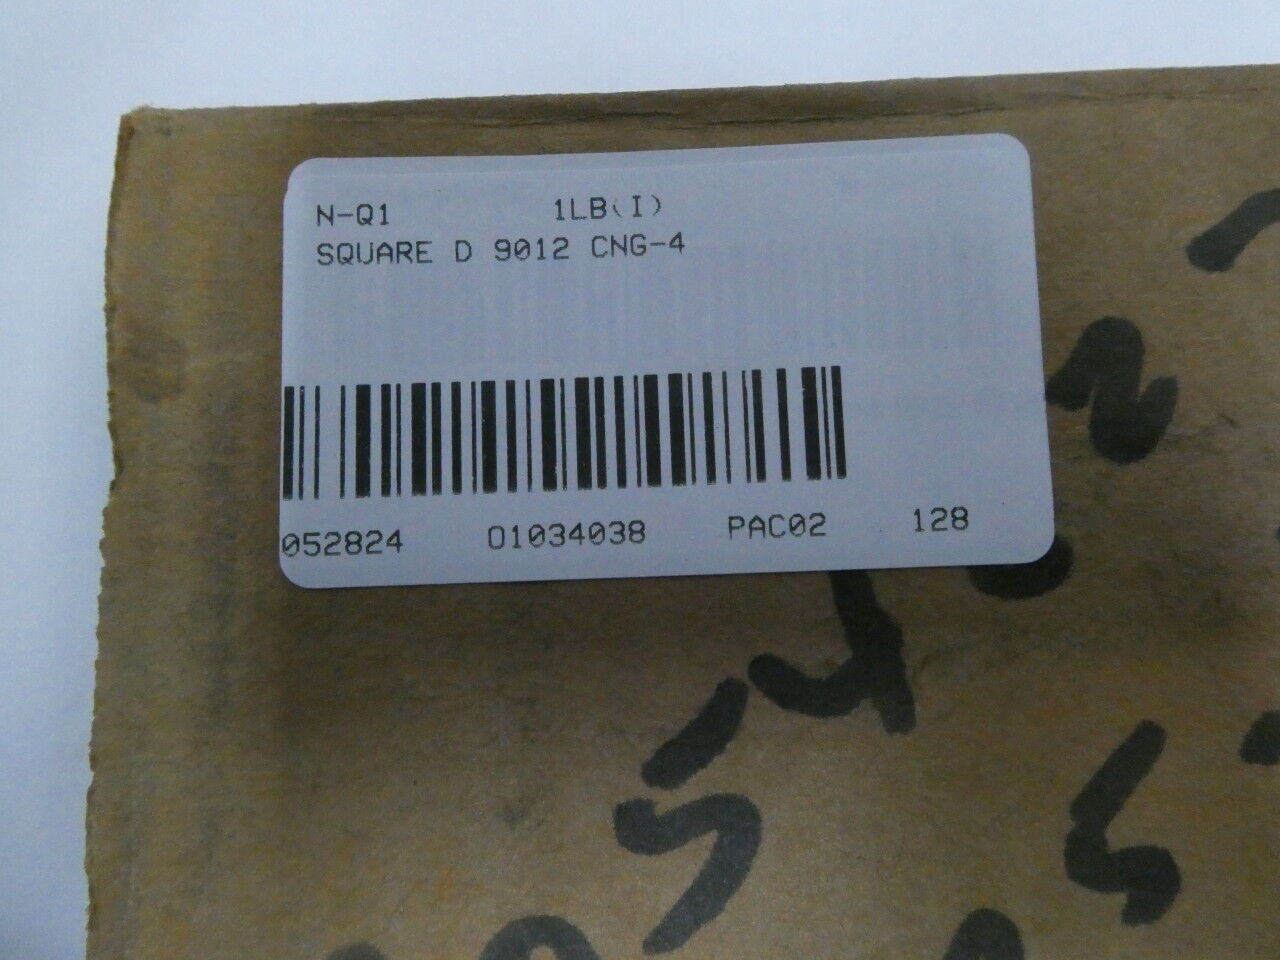 N-Q1 1LB(I)
SQUARE D 9012 CNG-4
052824 01034038 PAC02 128